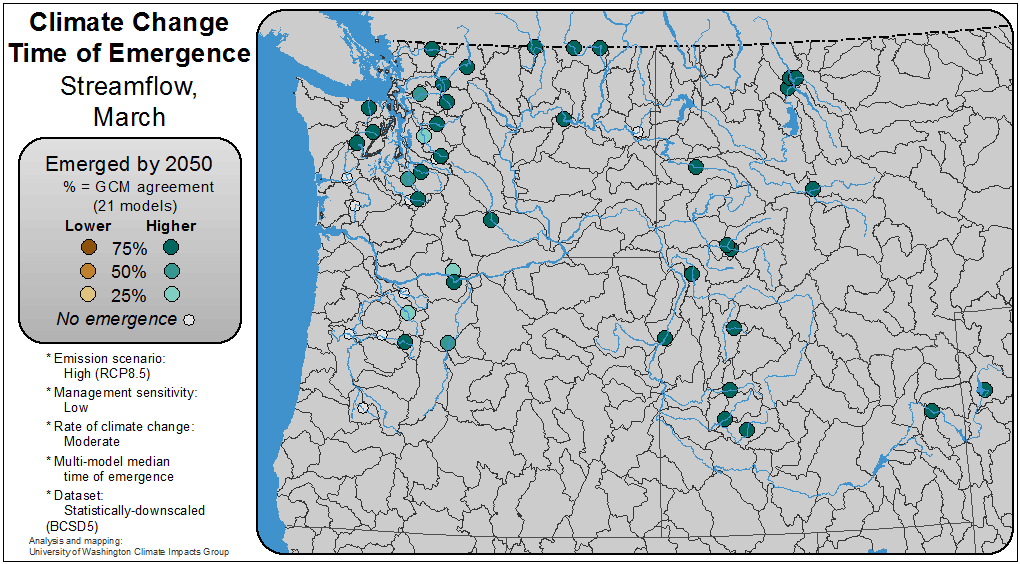 Climate Change
Time of Emergence
Streamflow,
March
Emerged by 2050
% = GCM agreement
(21 models)
Lower Higher
75%
50%
25%
No emergence
* Emission scenario:
High (RCP8.5)
* Management sensitivity:
Low
* Rate of climate change:
Moderate
* Multi-model median
time of emergence
* Dataset:
Statistically-downscaled
(BCSD5)
Analysis and mapping:
University of Washington Climate Impacts Group